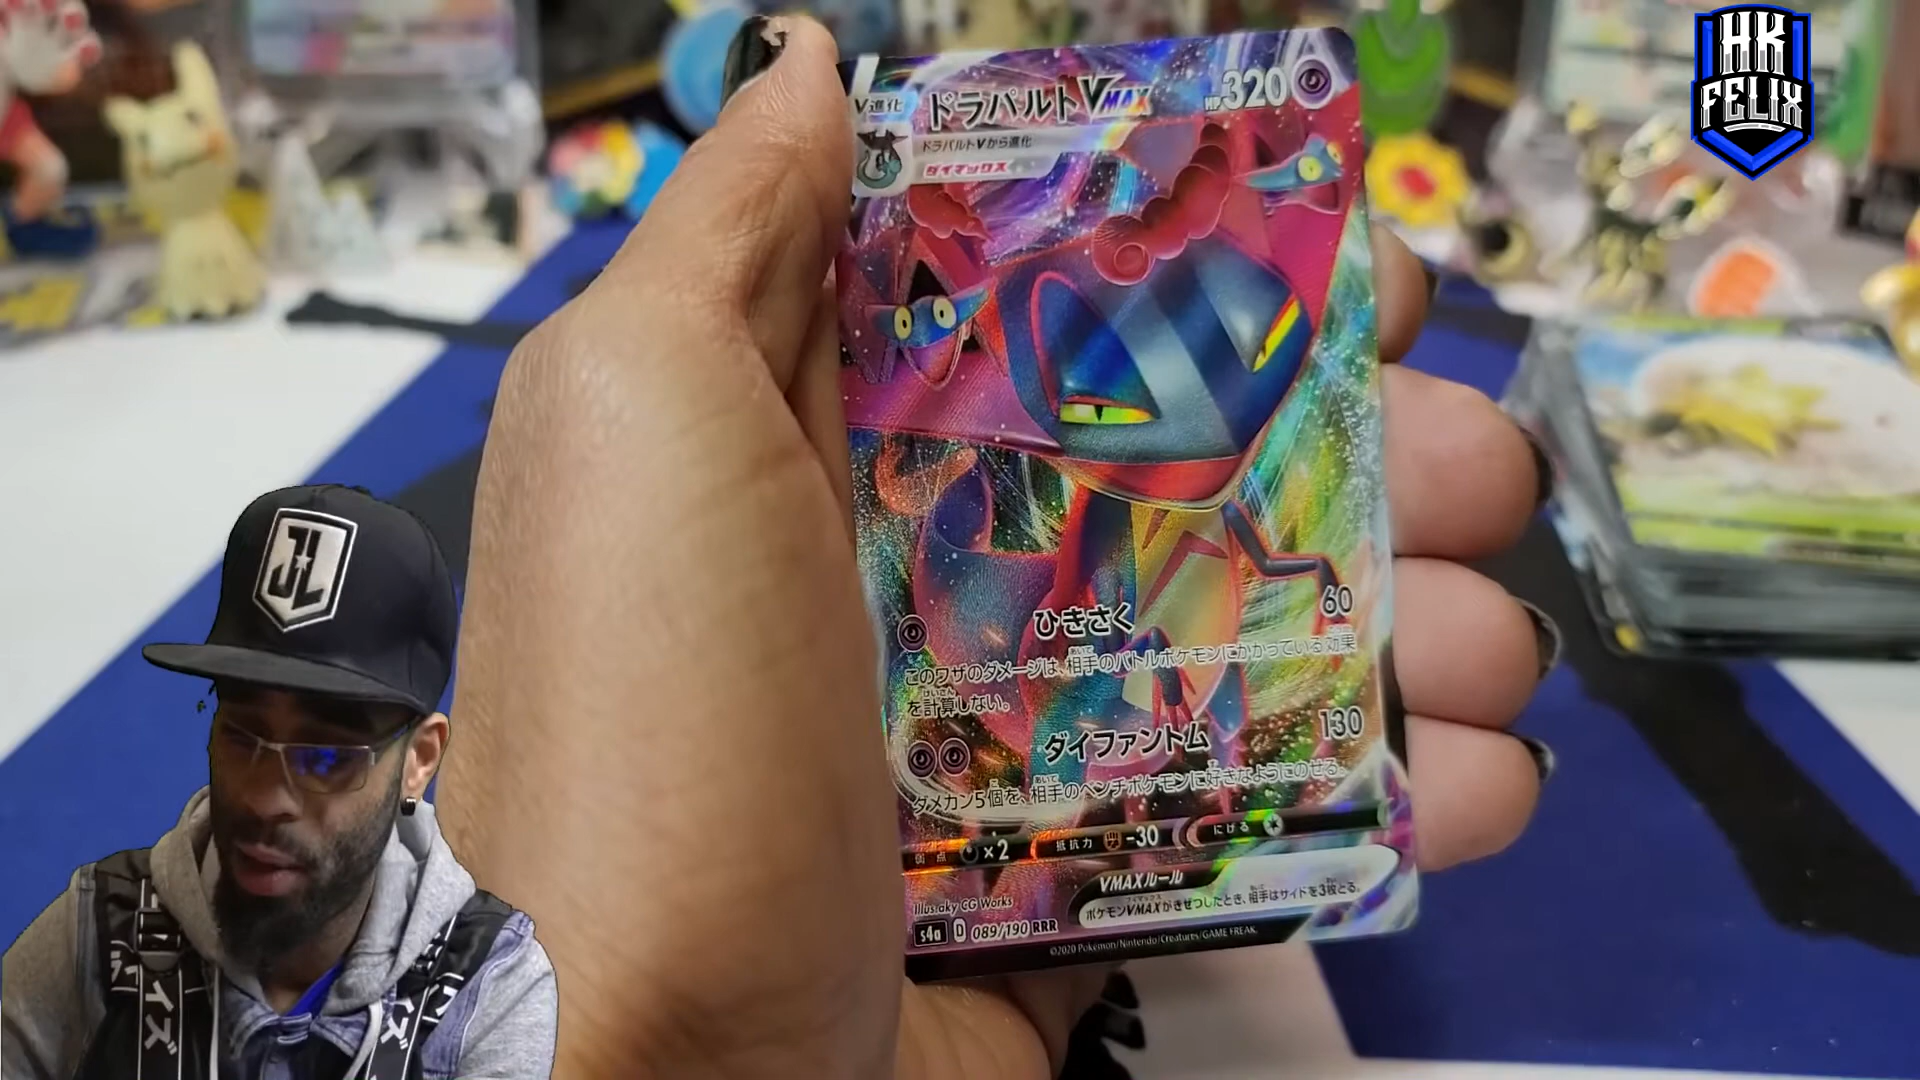 HK
FELIX
V進化
ドラパルトVMAX
HP320
ドラパルトVから進化
ダイマックス
JL
ひきさく
60
このワザのダメージは、相手のバトルポケモンにかかっている効果
を計算しない。
ダイファントム
130
ダメカン5個を、相手のベンチポケモンに好きなようにのせる。
弱点
×2
抵抗力
-30
にげる
VMAXルール
ポケモンVMAXがきぜつしたとき、相手はサイドを3枚とる。
Illus. aky CG Works
s4a D 089/190 RRR
©2020 Pokémon/Nintendo/Creatures/GAME FREAK.